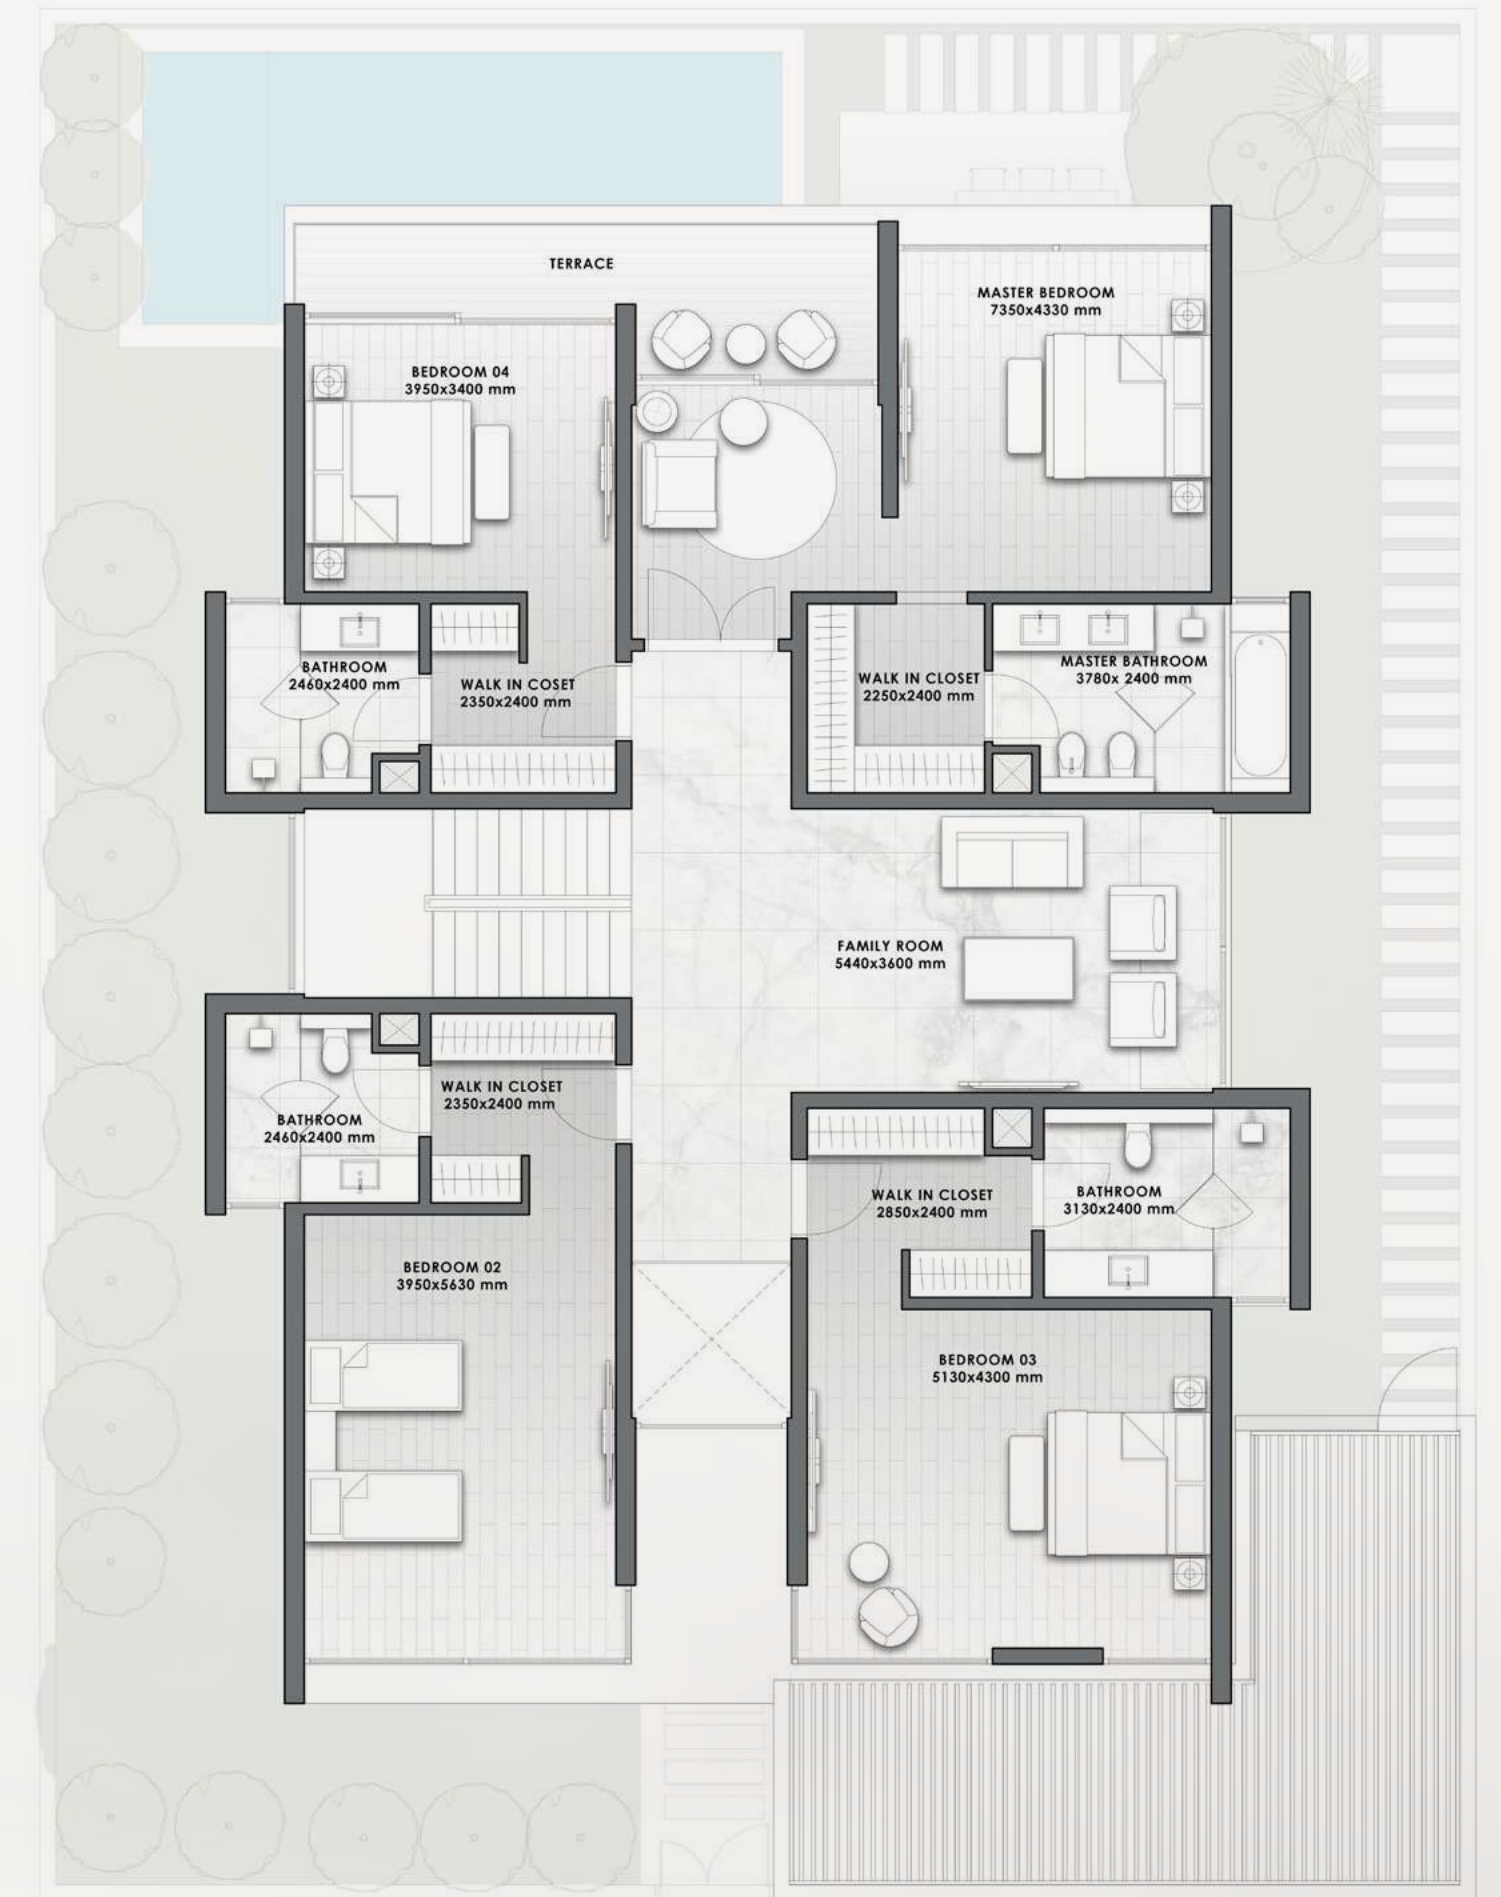 TERRACE
MASTER BEDROOM
7350x4330 mm
BEDROOM 04
3950x3400 mm
BATHROOM
2460x2400 mm
WALK IN COSET
2350x2400 mm
WALK IN CLOSET
2250x2400 mm
MASTER BATHROOM
3780x 2400 mm
FAMILY ROOM
5440x3600 mm
WALK IN CLOSET
2350x2400 mm
BATHROOM
2460x2400 mm
WALK IN CLOSET
2850x2400 mm
BATHROOM
3130x2400 mm
BEDROOM 02
3950x5630 mm
BEDROOM 03
5130x4300 mm